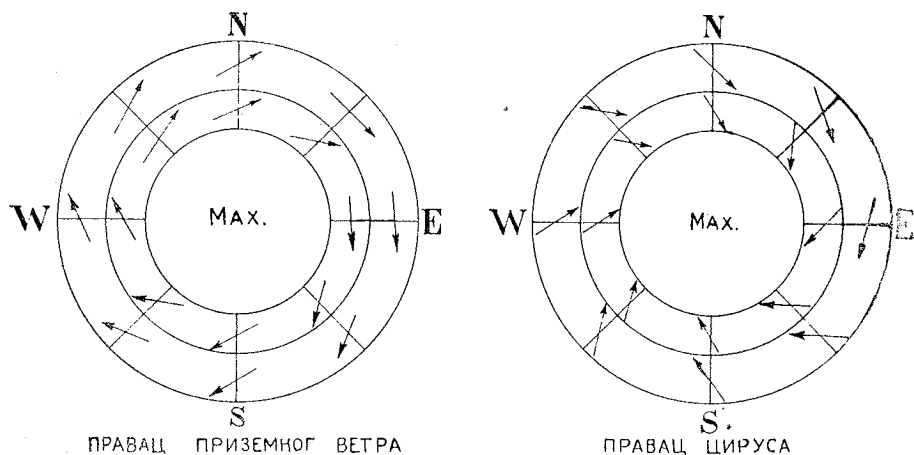 N
N
W
MAX.
E
W
MAX.
E
S
S.
ПРАВАЦ ПРИЗЕМНОГ ВЕТРА
ПРАВАЦ ЦИРУСА